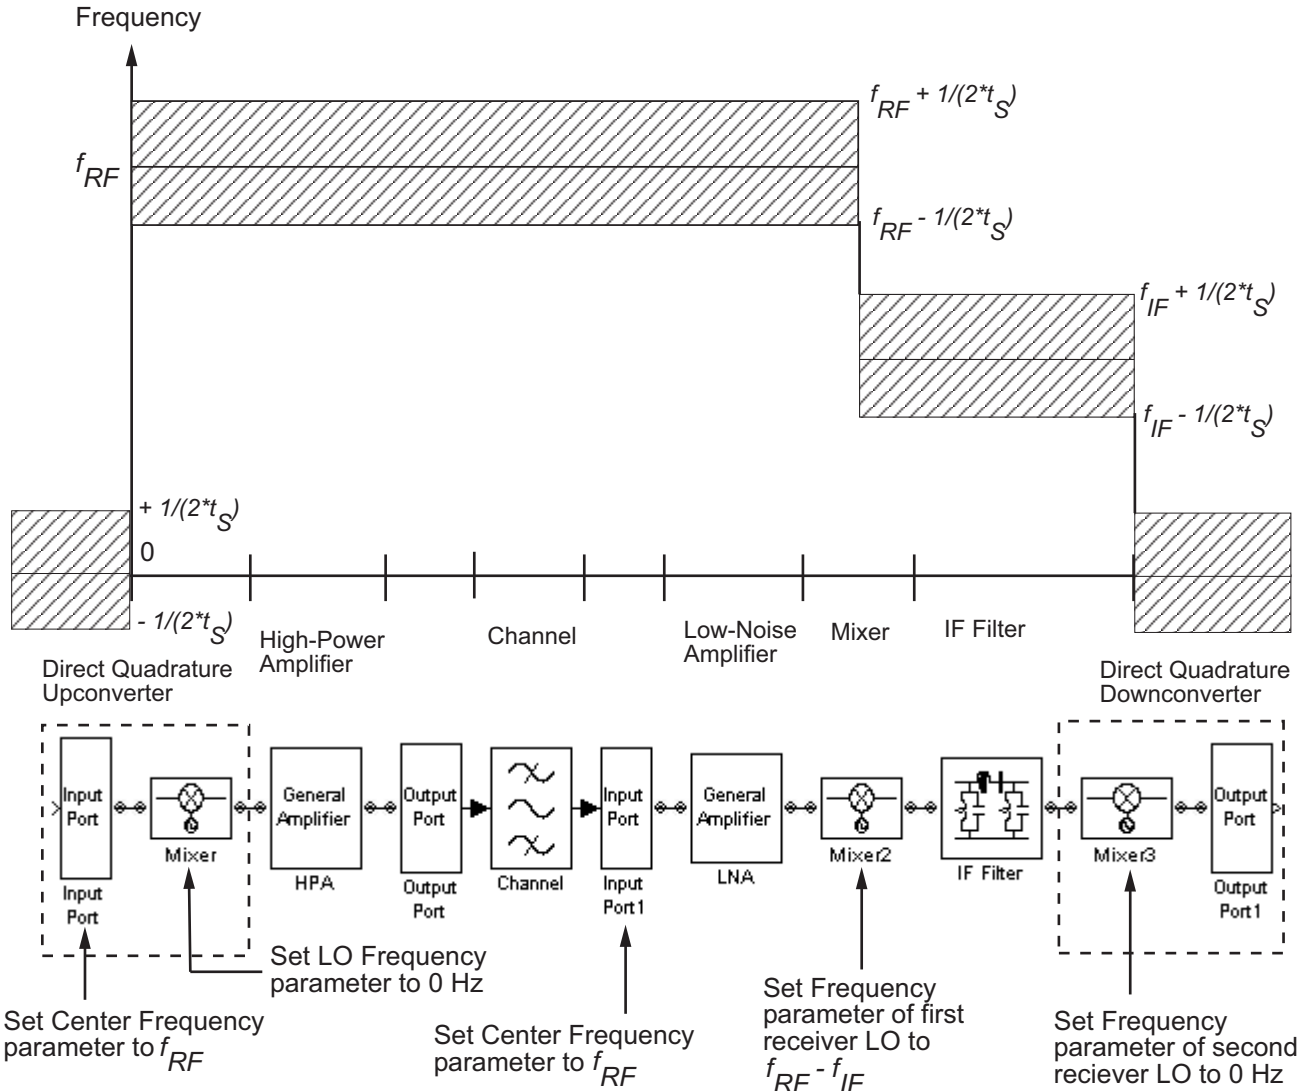 Frequency
f_RF + 1/(2*t_S)
f_RF
f_RF - 1/(2*t_S)
f_IF + 1/(2*t_S)
f_IF - 1/(2*t_S)
+ 1/(2*t_S)
0
- 1/(2*t_S)
High-Power
Amplifier
Channel
Low-Noise
Amplifier
Mixer
IF Filter
Direct Quadrature
Upconverter
Direct Quadrature
Downconverter
Input
Port
Input
Port
Mixer
General
Amplifier
HPA
Output
Port
Output
Port
Channel
Input
Port
Input
Port1
General
Amplifier
LNA
Mixer2
IF Filter
Mixer3
Output
Port
Output
Port1
Set LO Frequency
parameter to 0 Hz
Set Center Frequency
parameter to f_RF
Set Center Frequency
parameter to f_RF
Set Frequency
parameter of first
receiver LO to
f_RF - f_IF
Set Frequency
parameter of second
reciever LO to 0 Hz